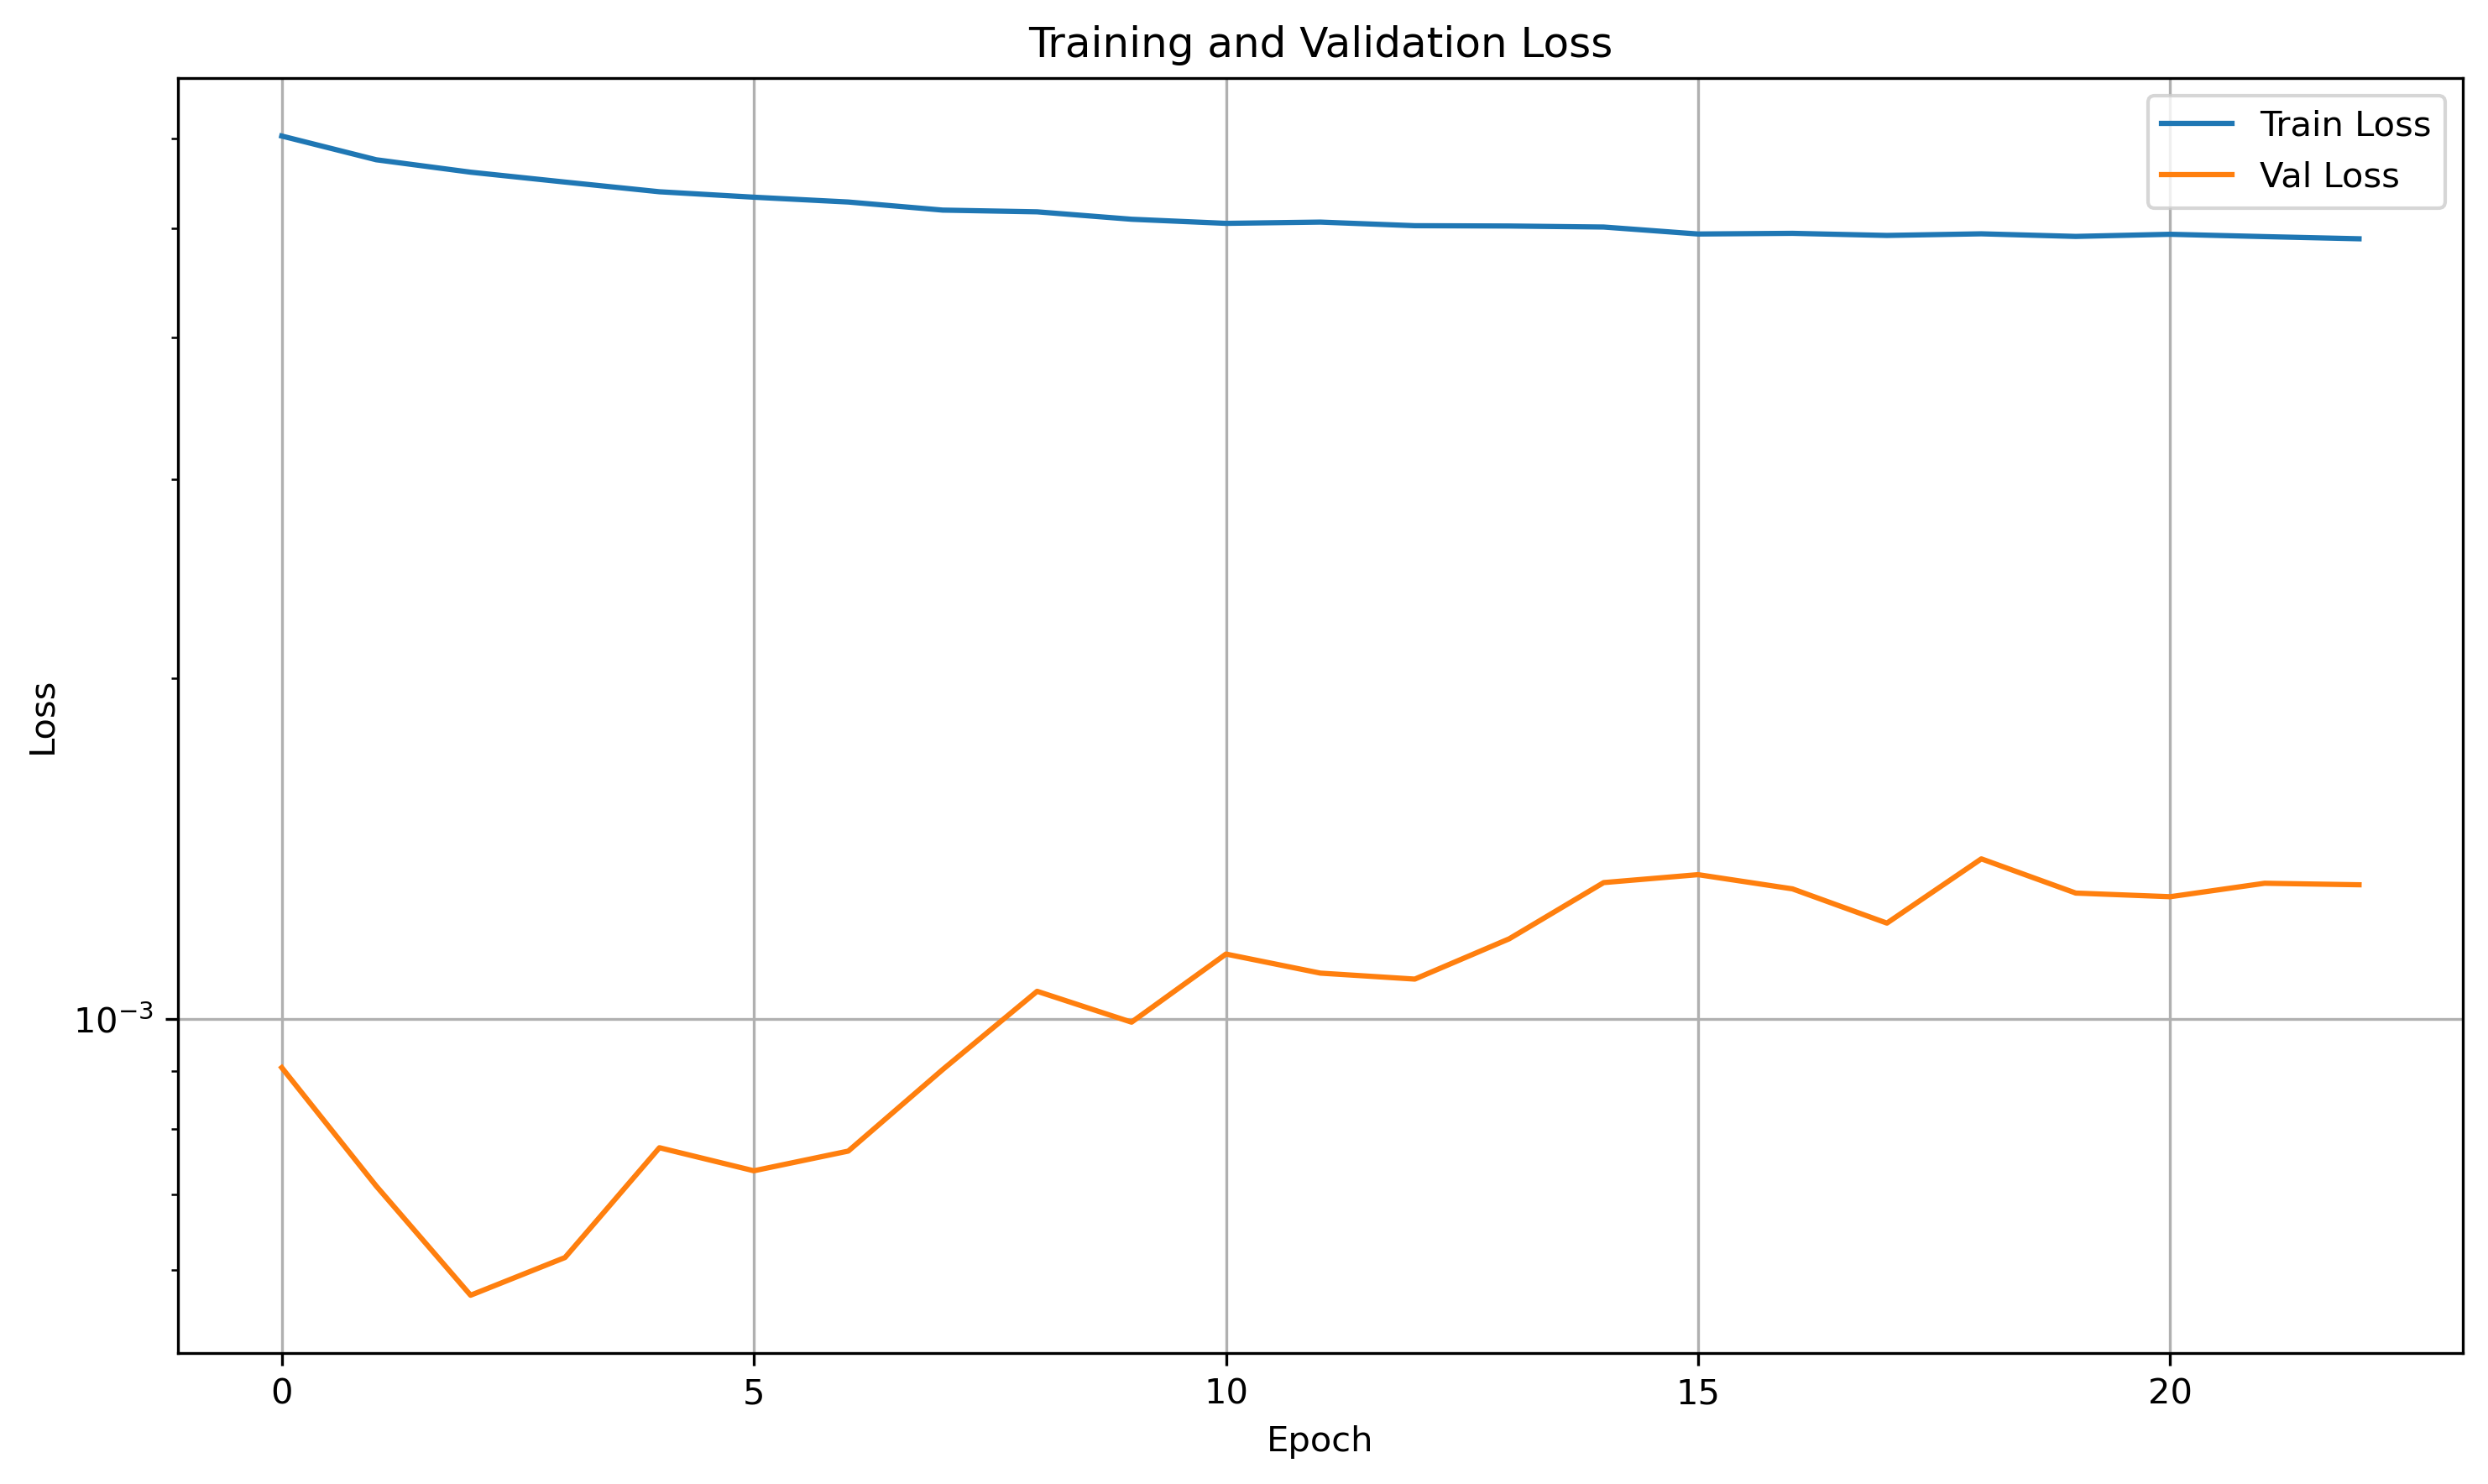 Training and Validation Loss
Train Loss
Val Loss
Loss
10⁻³
0 5 10 15 20
Epoch